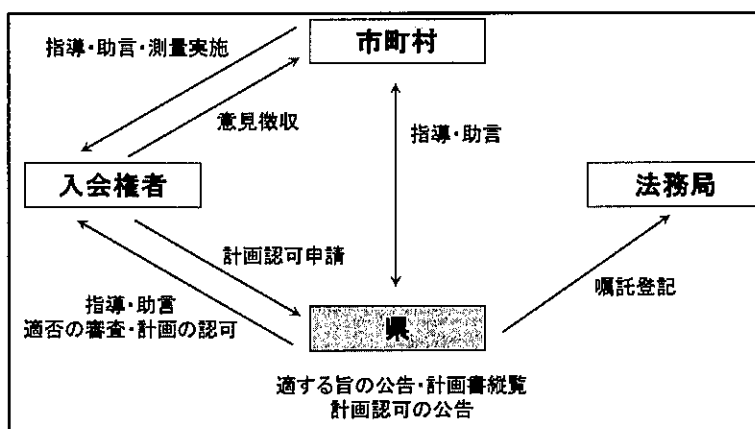 市町村
指導・助言・測量実施
意見徴収
指導・助言
入会権者
法務局
計画認可申請
嘱託登記
指導・助言
適否の審査・計画の認可
県
適する旨の公告・計画書縦覧
計画認可の公告